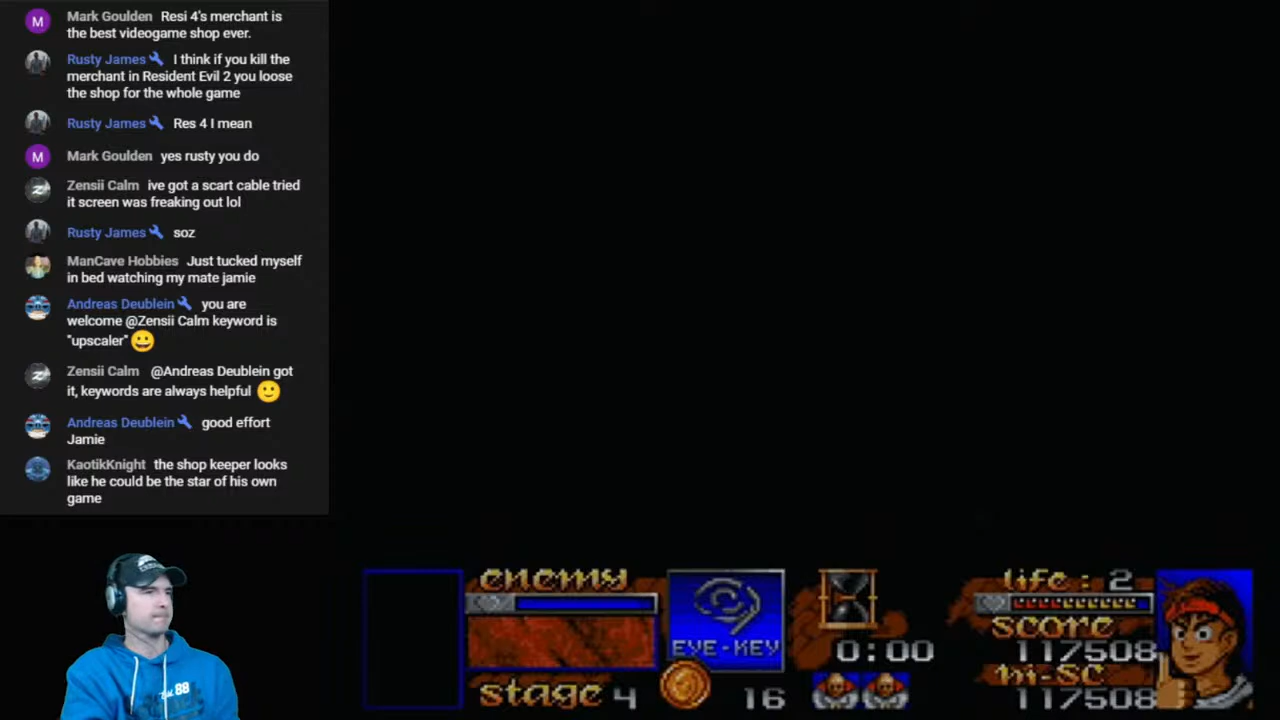 Mark Goulden Resi 4's merchant is
the best videogame shop ever.
Rusty James I think if you kill the
merchant in Resident Evil 2 you loose
the shop for the whole game
Rusty James Res 4 I mean
M
Mark Goulden yes rusty you do
Zensii Calm ive got a scart cable tried
it screen was freaking out lol
Rusty James soz
ManCave Hobbies Just tucked myself
in bed watching my mate jamie
Andreas Deublein you are
welcome @Zensii Calm keyword is
"upscaler"
Zensii Calm @Andreas Deublein got
it, keywords are always helpful
Andreas Deublein good effort
Jamie
KaotikKnight the shop keeper looks
like he could be the star of his own
game
M
88
enemy
stage 4
EYE-KEY
16
0:00
life: 2
score
117508
hi-sc
117508